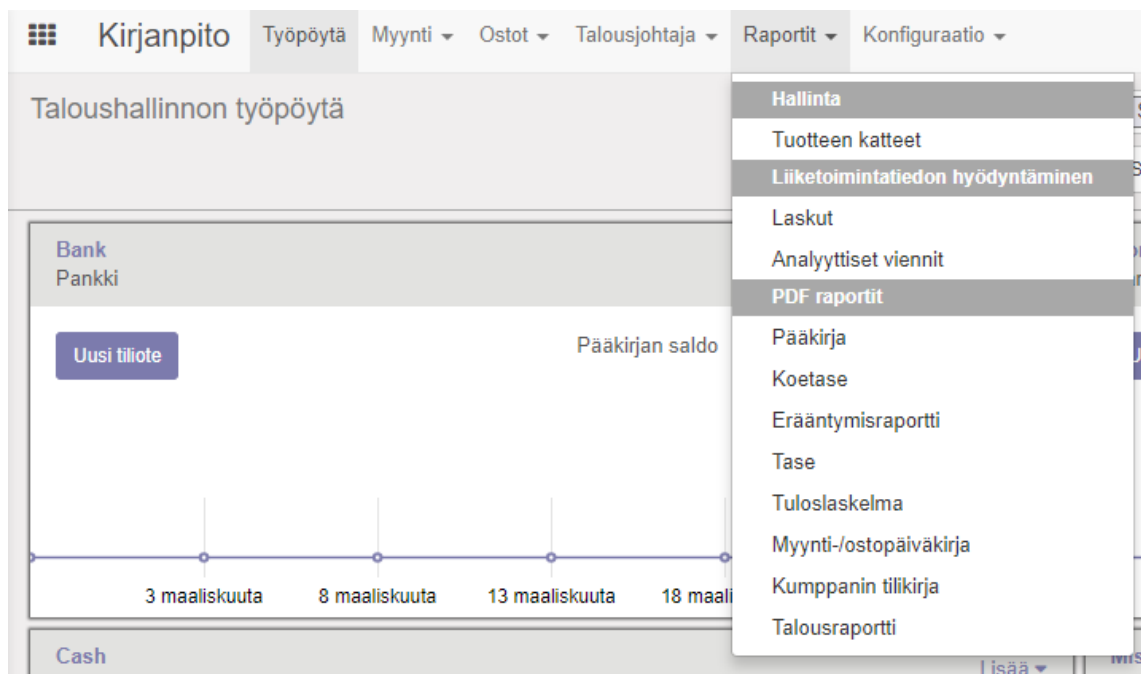 Kirjanpito Työpöytä Myynti Ostot Talousjohtaja Raportit Konfiguraatio
Taloushallinnon työpöytä
Hallinta
Tuotteen katteet
Liiketoimintatiedon hyödyntäminen
Laskut
Analyyttiset viennit
PDF raportit
Pääkirja
Koetase
Erääntymisraportti
Tase
Tuloslaskelma
Myynti-/ostopäiväkirja
Kumppanin tilikirja
Talousraportti
Bank
Pankki
Uusi tiliote
Pääkirjan saldo
3 maaliskuuta 8 maaliskuuta 13 maaliskuuta 18 maali
Cash
Lisää